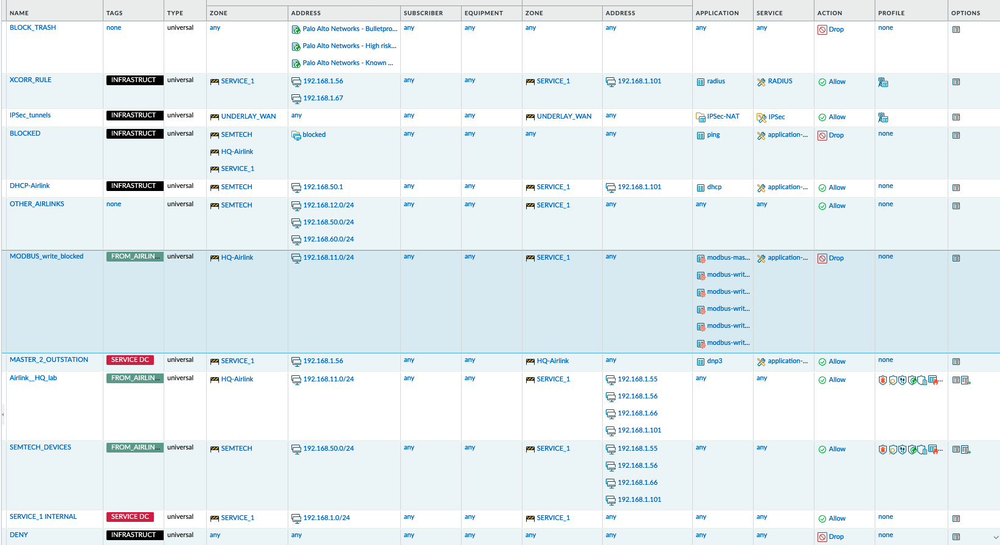 NAME TAGS TYPE ZONE ADDRESS SUBSCRIBER EQUIPMENT ZONE ADDRESS APPLICATION SERVICE ACTION PROFILE OPTIONS
BLOCK_TRASH none universal any Palo Alto Networks - Bulletpro... any any any any any any Drop none
Palo Alto Networks - High risk...
Palo Alto Networks - Known ...
XCORR_RULE INFRASTRUCT universal SERVICE_1 192.168.1.56 any any SERVICE_1 192.168.1.101 radius RADIUS Allow
192.168.1.67
IPSec_tunnels INFRASTRUCT universal UNDERLAY_WAN any any any UNDERLAY_WAN any IPSec-NAT IPSec Allow
BLOCKED INFRASTRUCT universal SEMTECH blocked any any any any ping application-... Drop none
HQ-Airlink
SERVICE_1
DHCP-Airlink INFRASTRUCT universal SEMTECH 192.168.50.1 any any SERVICE_1 192.168.1.101 dhcp application-... Allow none
OTHER_AIRLINKS none universal SEMTECH 192.168.12.0/24 any any SERVICE_1 any any any Allow none
192.168.50.0/24
192.168.60.0/24
MODBUS_write_blocked FROM_AIRLIN... universal HQ-Airlink 192.168.11.0/24 any any SERVICE_1 any modbus-mas... application-... Drop none
modbus-writ...
modbus-writ...
modbus-writ...
modbus-writ...
modbus-writ...
MASTER_2_OUTSTATION SERVICE DC universal SERVICE_1 192.168.1.56 any any HQ-Airlink any dnp3 application-... Allow none
Airlink__HQ_lab FROM_AIRLIN... universal HQ-Airlink 192.168.11.0/24 any any SERVICE_1 192.168.1.55 any any Allow ...
192.168.1.56
192.168.1.66
192.168.1.101
SEMTECH_DEVICES FROM_AIRLIN... universal SEMTECH 192.168.50.0/24 any any SERVICE_1 192.168.1.55 any any Allow ...
192.168.1.56
192.168.1.66
192.168.1.101
SERVICE_1 INTERNAL SERVICE DC universal SERVICE_1 192.168.1.0/24 any any SERVICE_1 any any any Allow none
DENY INFRASTRUCT universal any any any any any any any any Drop none